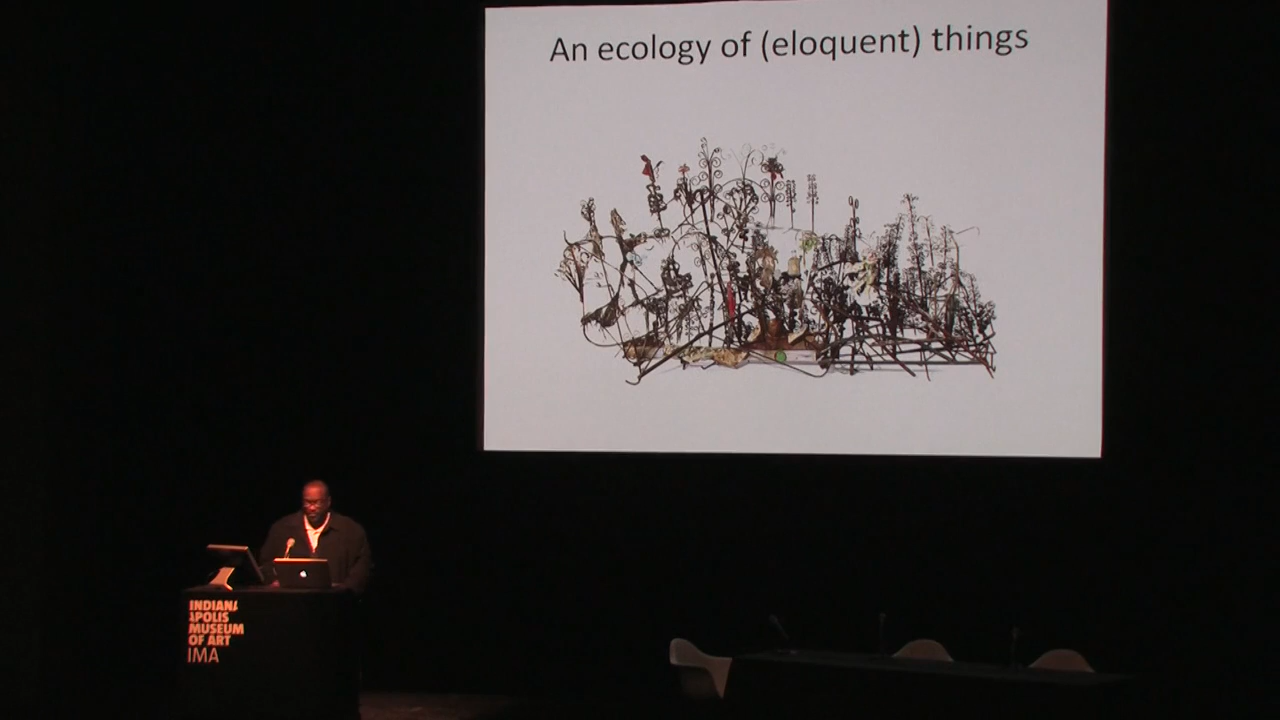 An ecology of (eloquent) things
INDIANA
APOLIS
MUSEUM
OF ART
IMA